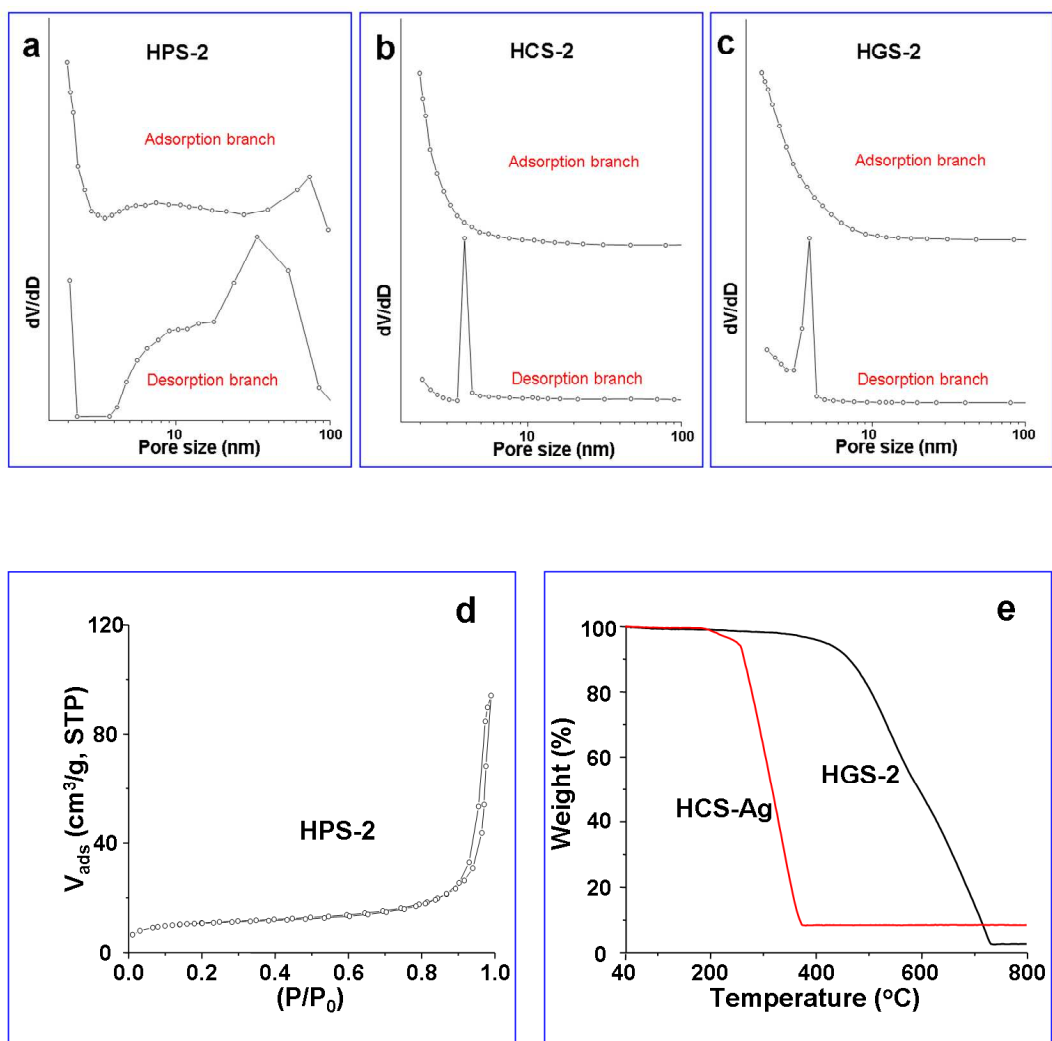 a
HPS-2
Adsorption branch
Desorption branch
dV/dD
10
100
Pore size (nm)
b
HCS-2
Adsorption branch
Desorption branch
dV/dD
10
100
Pore size (nm)
c
HGS-2
Adsorption branch
Desorption branch
dV/dD
10
100
Pore size (nm)
d
120
80
40
0
Vads (cm³/g, STP)
HPS-2
0.0 0.2 0.4 0.6 0.8 1.0
(P/P₀)
e
100
80
60
40
20
10
0
Weight (%)
HGS-2
HCS-Ag
40 200 400 600 800
Temperature (ºC)